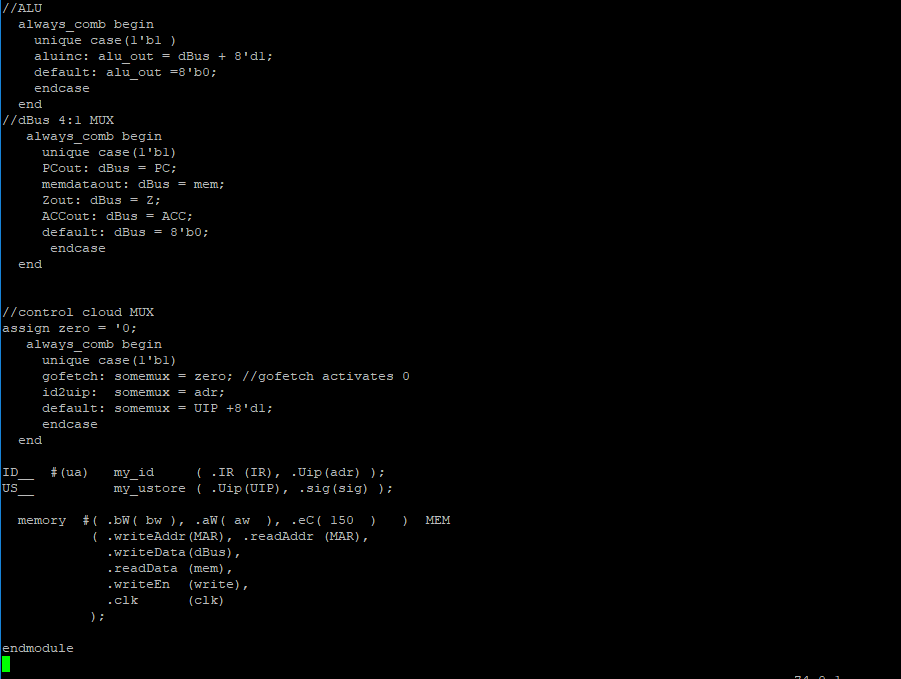 //ALU
  always_comb begin
    unique case(1'b1 )
    aluinc: alu_out = dBus + 8'd1;
    default: alu_out =8'b0;
    endcase
  end
//dBus 4:1 MUX
   always_comb begin
     unique case(1'b1)
     PCout: dBus = PC;
     memdataout: dBus = mem;
     Zout: dBus = Z;
     ACCout: dBus = ACC;
     default: dBus = 8'b0;
      endcase
  end
//control cloud MUX
assign zero = '0;
   always_comb begin
     unique case(1'b1)
     gofetch: somemux = zero; //gofetch activates 0
     id2uip:  somemux = adr;
     default: somemux = UIP +8'd1;
     endcase
  end
ID__  #(ua)   my_id     ( .IR (IR), .Uip(adr) );
US__          my_ustore ( .Uip(UIP), .sig(sig) );
  memory  #( .bW( bw ), .aW( aw  ), .eC( 150  )   )  MEM
           ( .writeAddr(MAR), .readAddr (MAR),
             .writeData(dBus),
             .readData (mem),
             .writeEn  (write),
             .clk      (clk)
           );
endmodule